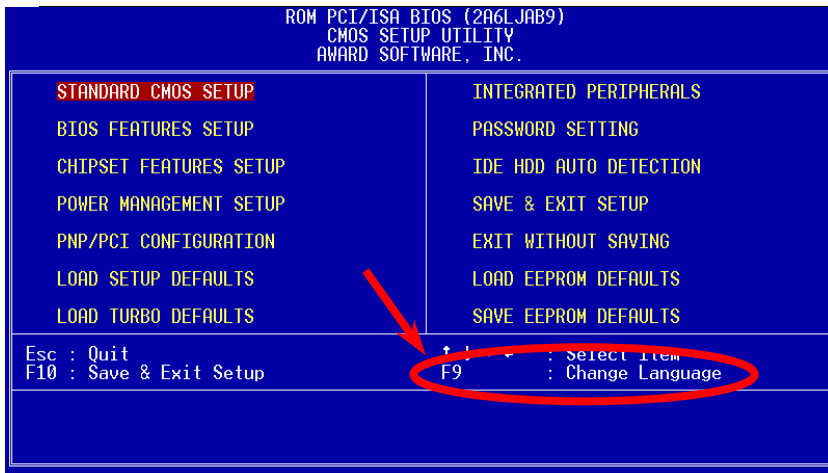 ROM PCI/ISA BIOS (2A6LJAB9)
CMOS SETUP UTILITY
AWARD SOFTWARE, INC.
STANDARD CMOS SETUP
BIOS FEATURES SETUP
CHIPSET FEATURES SETUP
POWER MANAGEMENT SETUP
PNP/PCI CONFIGURATION
LOAD SETUP DEFAULTS
LOAD TURBO DEFAULTS
INTEGRATED PERIPHERALS
PASSWORD SETTING
IDE HDD AUTO DETECTION
SAVE & EXIT SETUP
EXIT WITHOUT SAVING
LOAD EEPROM DEFAULTS
SAVE EEPROM DEFAULTS
Esc : Quit
F10 : Save & Exit Setup
↑ ↓ → ← : Select Item
F9 : Change Language